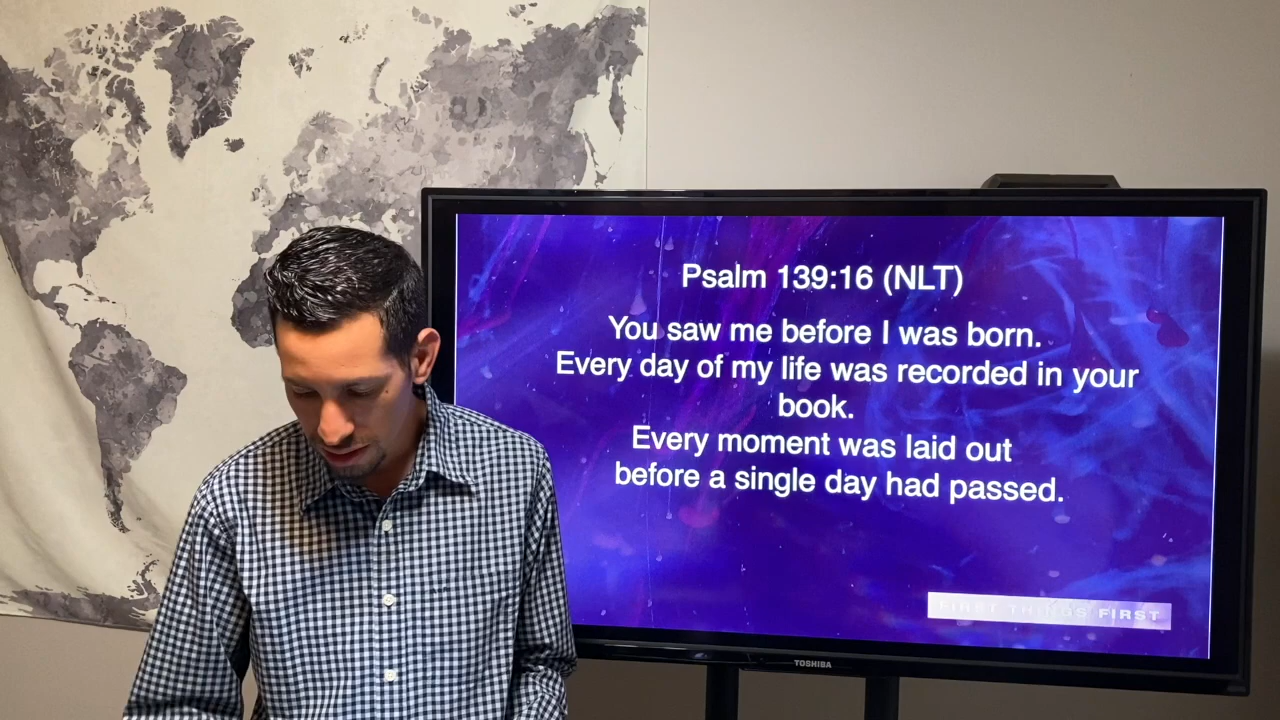 Psalm 139:16 (NLT)
You saw me before I was born.
Every day of my life was recorded in your
book.
Every moment was laid out
before a single day had passed.
FIRST THINGS FIRST
TOSHIBA